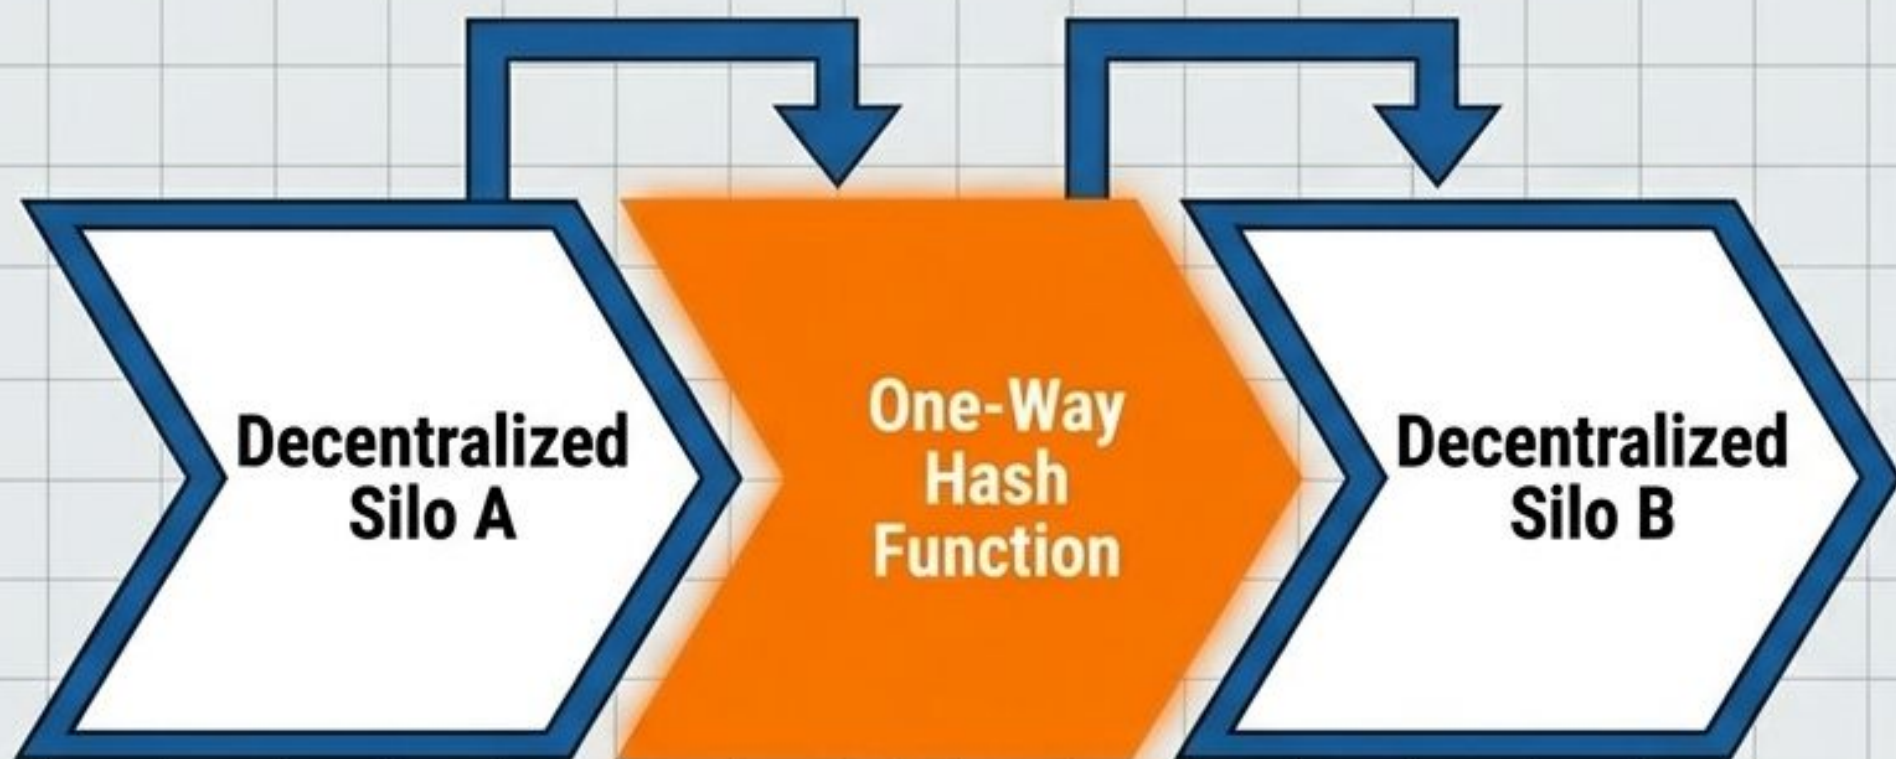 Decentralized
Silo A
One-Way
Hash
Function
Decentralized
Silo B